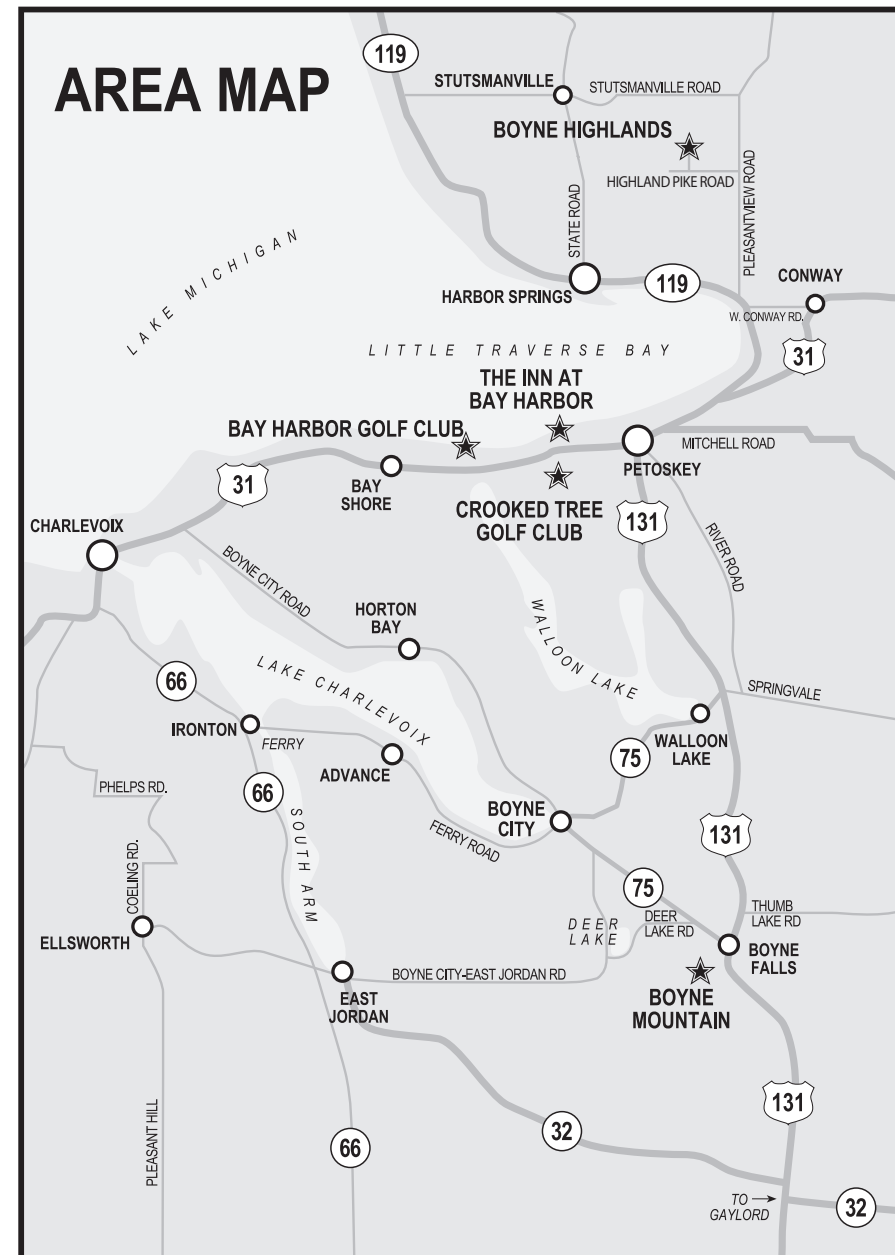 AREA MAP
119
STUTSMANVILLE
STUTSMANVILLE ROAD
BOYNE HIGHLANDS
HIGHLAND PIKE ROAD
PLEASANTVIEW ROAD
STATE ROAD
LAKE MICHIGAN
HARBOR SPRINGS
119
CONWAY
W. CONWAY RD.
31
LITTLE TRAVERSE BAY
THE INN AT
BAY HARBOR
BAY HARBOR GOLF CLUB
MITCHELL ROAD
PETOSKEY
31
BAY
SHORE
CROOKED TREE
GOLF CLUB
131
CHARLEVOIX
RIVER ROAD
BOYNE CITY ROAD
HORTON
BAY
WALLOON LAKE
LAKE CHARLEVOIX
66
SPRINGVALE
IRONTON
FERRY
WALLOON
LAKE
75
ADVANCE
PHELPS RD.
66
BOYNE
CITY
FERRY ROAD
131
SOUTH ARM
COELING RD.
75
THUMB
LAKE RD
DEER
LAKE
DEER
LAKE RD
ELLSWORTH
BOYNE
FALLS
BOYNE CITY-EAST JORDAN RD
EAST
JORDAN
BOYNE
MOUNTAIN
131
PLEASANT HILL
32
66
TO
GAYLORD
32